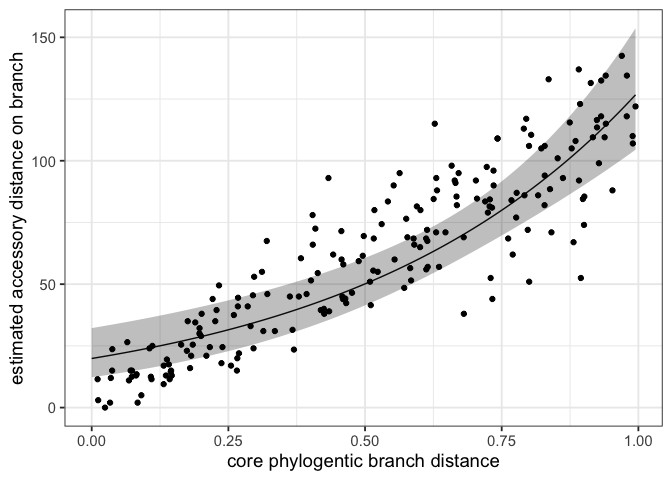 150
100
50
0
estimated accessory distance on branch
0.00 0.25 0.50 0.75 1.00
core phylogentic branch distance